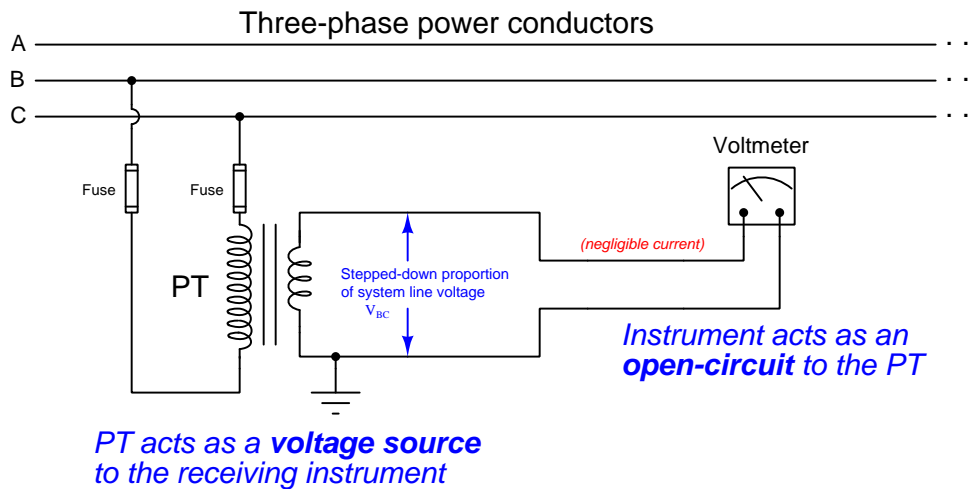 Three-phase power conductors
A
B
C
Voltmeter
Fuse
Fuse
(negligible current)
Stepped-down proportion
of system line voltage
V_BC
PT
Instrument acts as an
open-circuit to the PT
PT acts as a voltage source
to the receiving instrument